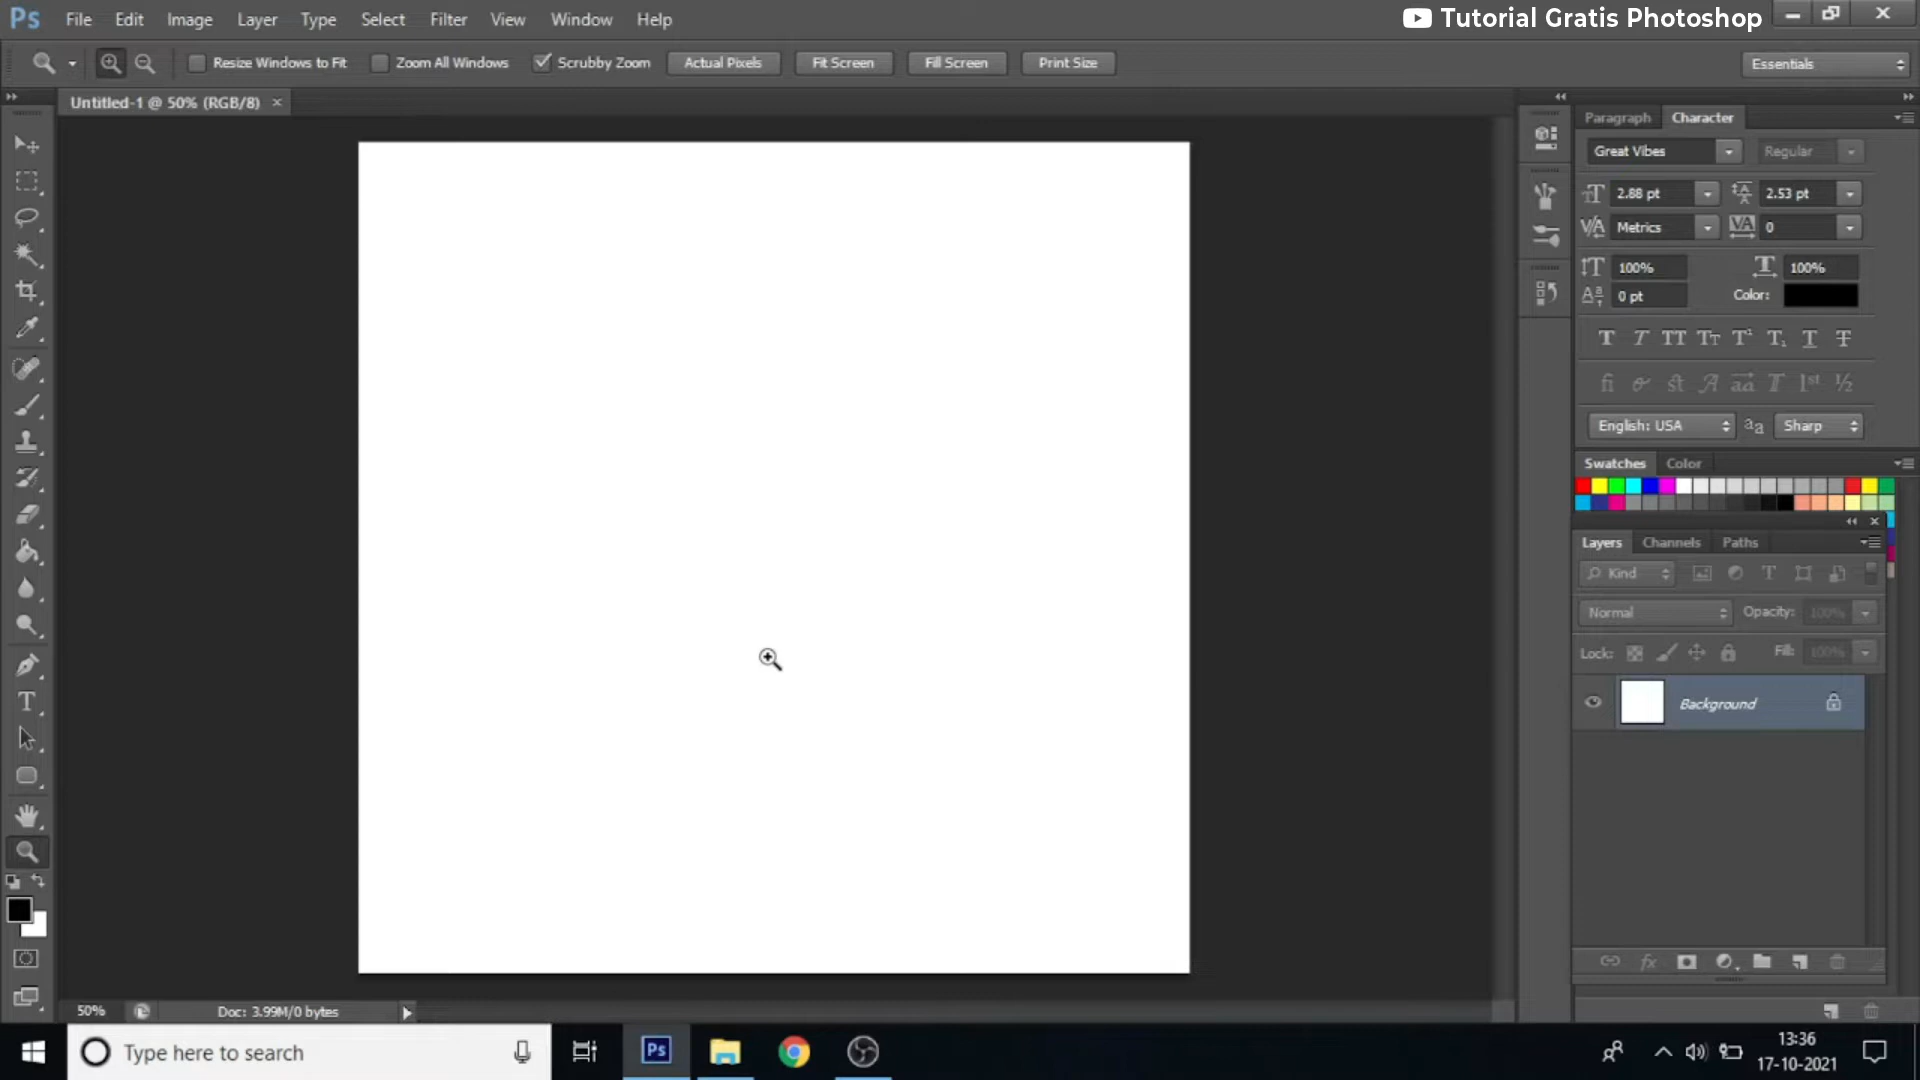 Ps File Edit Image Layer Type Select Filter View Window Help
Tutorial Gratis Photoshop
Resize Windows to Fit Zoom All Windows Scrubby Zoom Actual Pixels Fit Screen Fill Screen Print Size
Essentials
Untitled-1 @ 50% (RGB/8)
Paragraph Character
Great Vibes Regular
2.88 pt 2.53 pt
Metrics 0
100% 100%
0 pt Color:
English: USA Sharp
Swatches Color
Layers Channels Paths
Kind
Normal Opacity: 100%
Lock: Fill: 100%
Background
50% Doc: 3.99M/0 bytes
Type here to search
Ps
13:36
17-10-2021